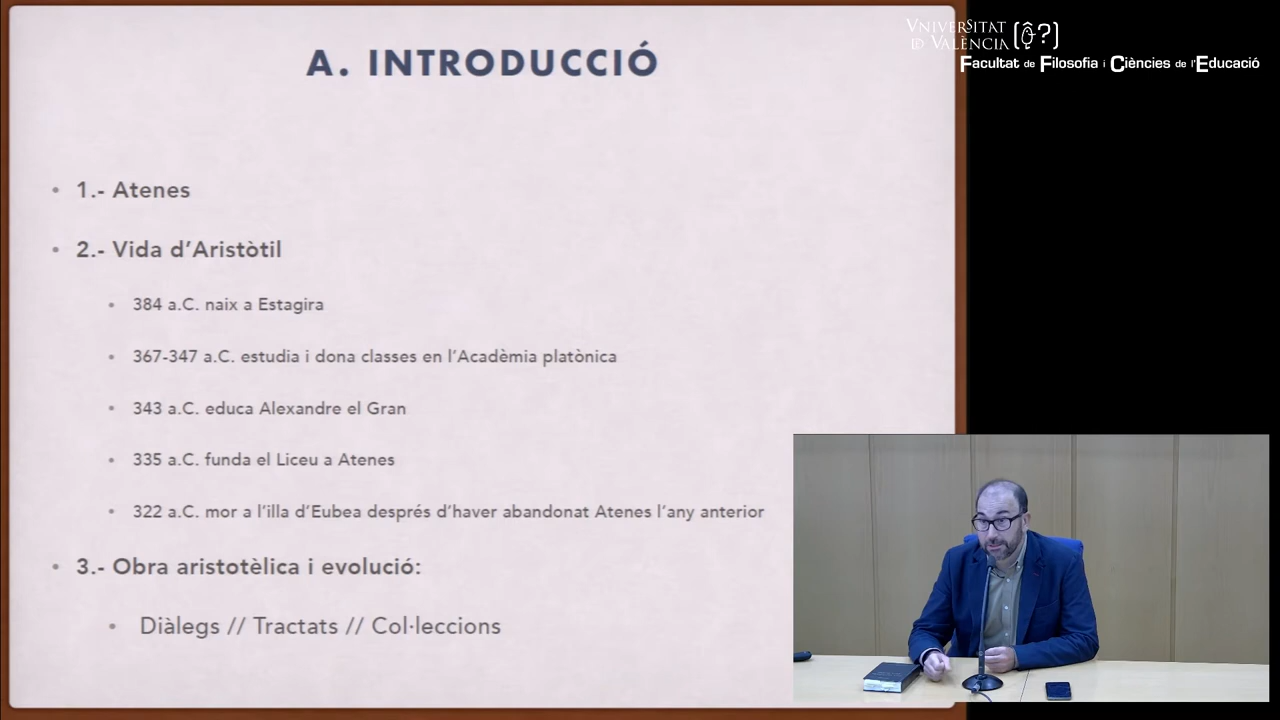 A. INTRODUCCIÓ
• 1.- Atenes
• 2.- Vida d’Aristòtil
• 384 a.C. naix a Estagira
• 367-347 a.C. estudia i dona classes en l’Acadèmia platònica
• 343 a.C. educa Alexandre el Gran
• 335 a.C. funda el Liceu a Atenes
• 322 a.C. mor a l’illa d’Eubea després d’haver abandonat Atenes l’any anterior
• 3.- Obra aristotèlica i evolució:
• Diàlegs // Tractats // Col·leccions
VNIVERSITAT
ID VALÈNCIA
Facultat de Filosofia i Ciències de l'Educació